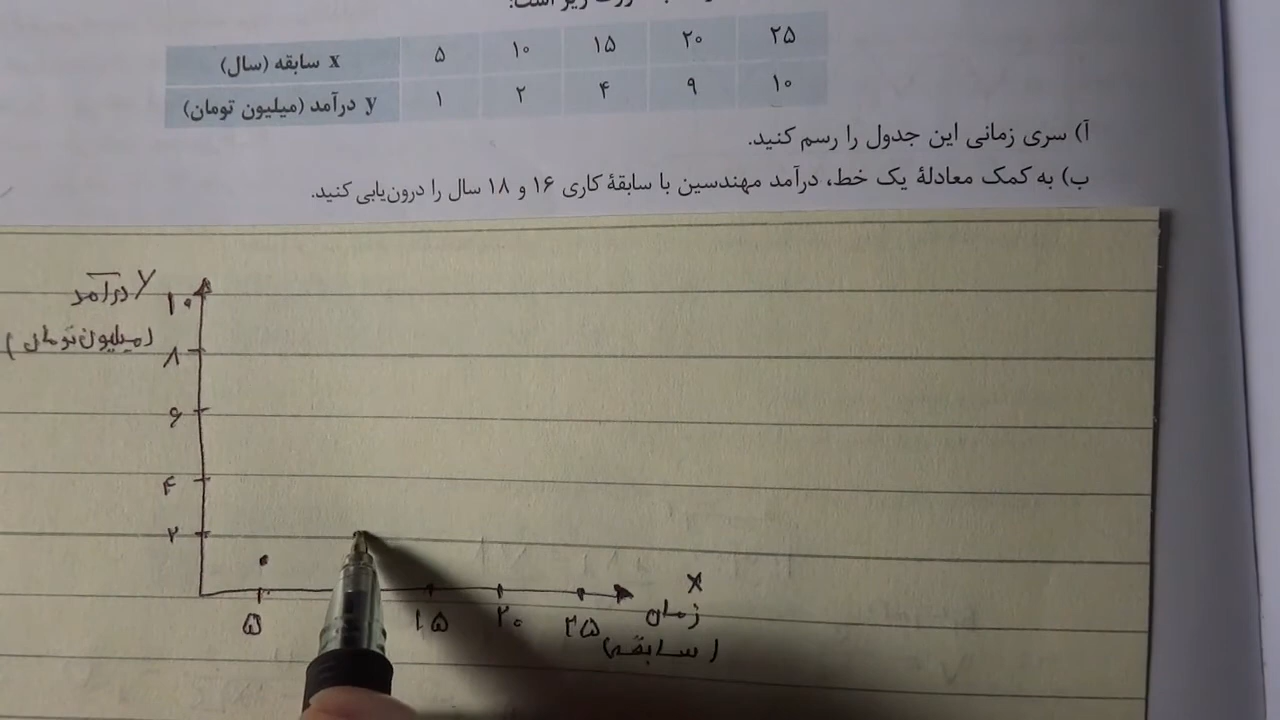 زیر است:
x سابقه (سال) ۵ ۱۰ ۱۵ ۲۰ ۲۵
y درآمد (میلیون تومان) ۱ ۲ ۴ ۹ ۱۰
آ) سری زمانی این جدول را رسم کنید.
ب) به کمک معادلهٔ یک خط، درآمد مهندسین با سابقهٔ کاری ۱۶ و ۱۸ سال را درون‌یابی کنید.
y درآمد
(میلیون تومان)
۱۰
۸
۶
۴
۲
۵ ۱۵ ۲۰ ۲۵
x
زمان
(سابقه)